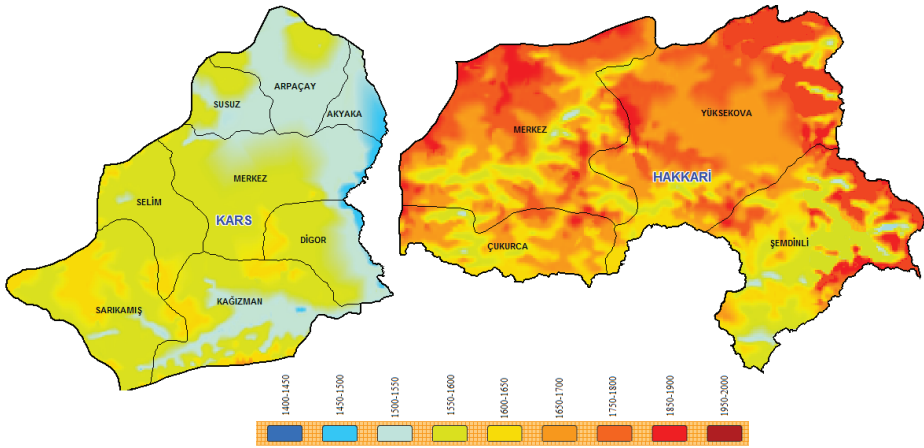 ARPAÇAY
SUSUZ
AKYAKA
MERKEZ
SELİM
KARS
DİGOR
SARIKAMIŞ
KAĞIZMAN
MERKEZ
YÜKSEKOVA
HAKKARİ
ÇUKURCA
ŞEMDİNLİ
1400-1450
1450-1500
1500-1550
1550-1600
1600-1650
1650-1700
1750-1800
1850-1900
1950-2000